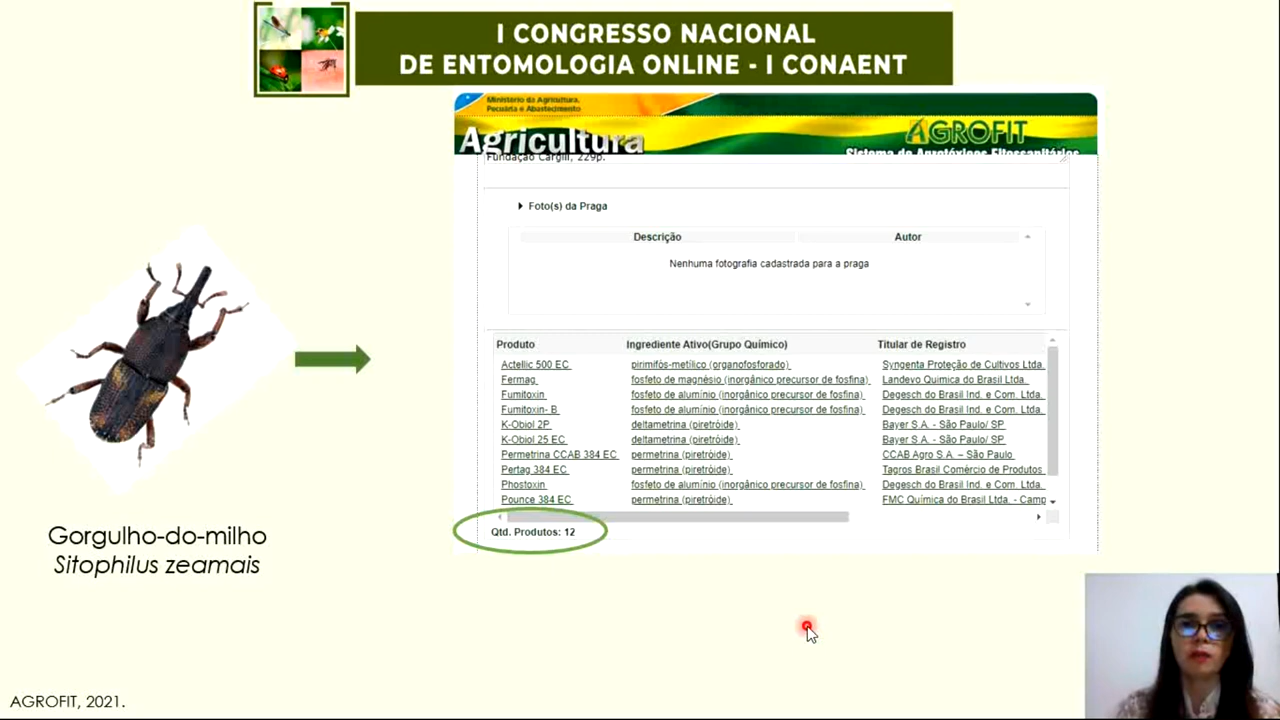 I CONGRESSO NACIONAL
DE ENTOMOLOGIA ONLINE - I CONAENT
Ministério da Agricultura,
Pecuária e Abastecimento
Agricultura
AGROFIT
Sistema de Agrotóxicos Fitossanitários
Fundação Cargill, 229p.
Foto(s) da Praga
Descrição Autor
Nenhuma fotografia cadastrada para a praga
Produto Ingrediente Ativo(Grupo Químico) Titular de Registro
Actellic 500 EC pirimifós-metílico (organofosforado) Syngenta Proteção de Cultivos Ltda.
Fermag fosfeto de magnésio (inorgânico precursor de fosfina) Landevo Quimica do Brasil Ltda.
Fumitoxin fosfeto de alumínio (inorgânico precursor de fosfina) Degesch do Brasil Ind. e Com. Ltda.
Fumitoxin- B fosfeto de alumínio (inorgânico precursor de fosfina) Degesch do Brasil Ind. e Com. Ltda.
K-Obiol 2P deltametrina (piretróide) Bayer S.A. - São Paulo/ SP
K-Obiol 25 EC deltametrina (piretróide) Bayer S.A. - São Paulo/ SP
Permetrina CCAB 384 EC permetrina (piretróide) CCAB Agro S.A. – São Paulo
Pertag 384 EC permetrina (piretróide) Tagros Brasil Comércio de Produtos
Phostoxin fosfeto de alumínio (inorgânico precursor de fosfina) Degesch do Brasil Ind. e Com. Ltda.
Pounce 384 EC permetrina (piretróide) FMC Química do Brasil Ltda. - Camp
Qtd. Produtos: 12
Gorgulho-do-milho
Sitophilus zeamais
AGROFIT, 2021.